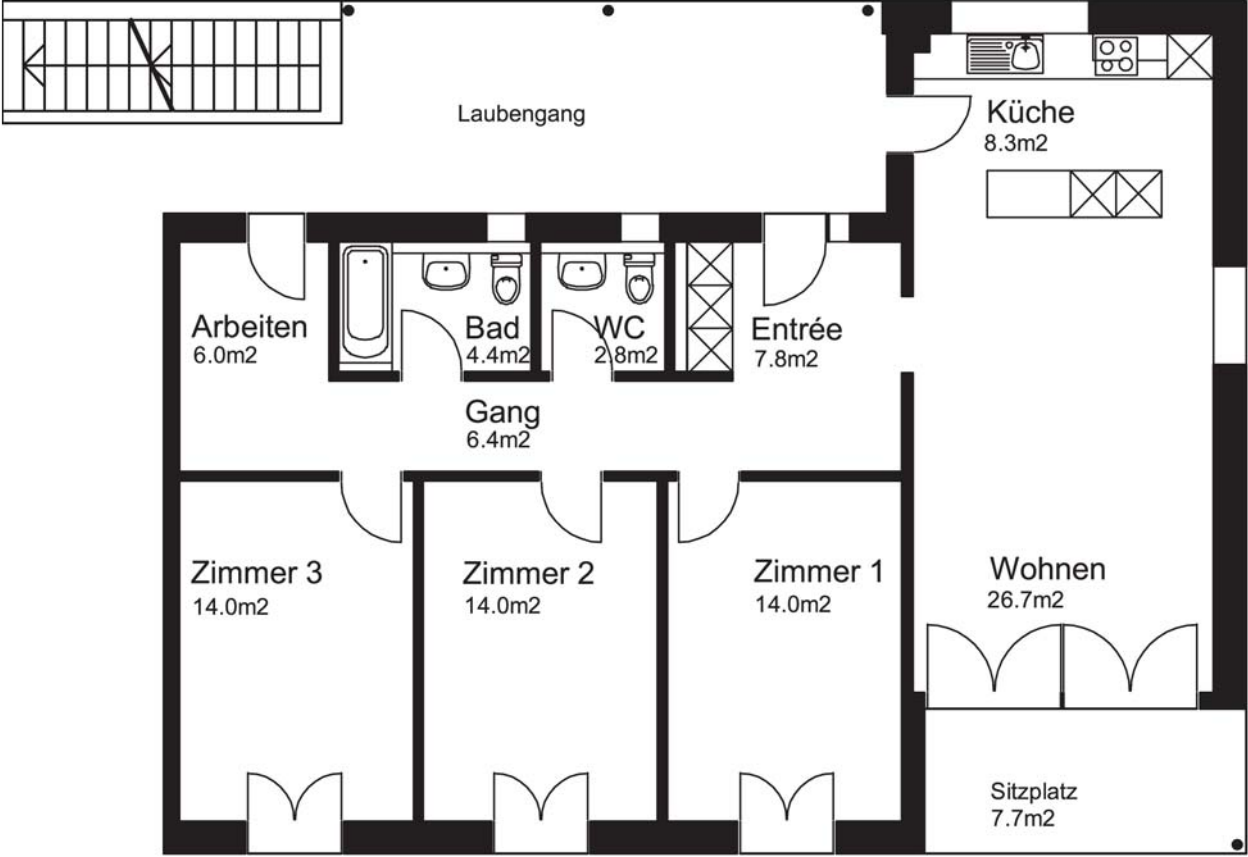 Laubengang
Küche
8.3m2
Arbeiten
6.0m2
Bad
4.4m2
WC
2.8m2
Entrée
7.8m2
Gang
6.4m2
Zimmer 3
14.0m2
Zimmer 2
14.0m2
Zimmer 1
14.0m2
Wohnen
26.7m2
Sitzplatz
7.7m2